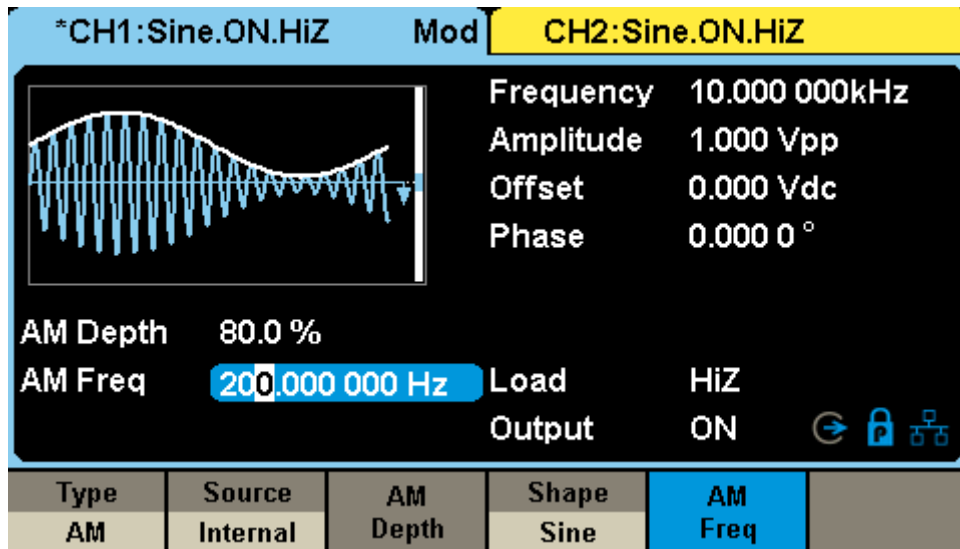 *CH1:Sine.ON.HiZ Mod CH2:Sine.ON.HiZ
Frequency 10.000 000kHz
Amplitude 1.000 Vpp
Offset 0.000 Vdc
Phase 0.000 0 °
AM Depth 80.0 %
AM Freq 200.000 000 Hz Load HiZ
Output ON P
Type Source AM Shape AM
AM Internal Depth Sine Freq